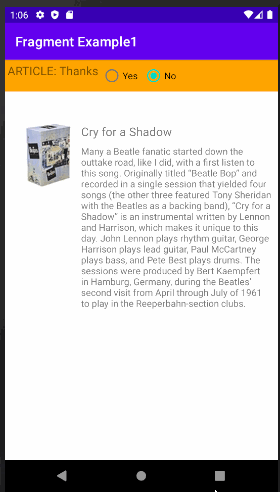 1:06
Fragment Example1
ARTICLE: Thanks Yes No
Cry for a Shadow
Many a Beatle fanatic started down the
outtake road, like I did, with a first listen to
this song. Originally titled "Beatle Bop" and
recorded in a single session that yielded four
songs (the other three featured Tony Sheridan
with the Beatles as a backing band), "Cry for a
Shadow" is an instrumental written by Lennon
and Harrison, which makes it unique to this
day. John Lennon plays rhythm guitar, George
Harrison plays lead guitar, Paul McCartney
plays bass, and Pete Best plays drums. The
sessions were produced by Bert Kaempfert
in Hamburg, Germany, during the Beatles'
second visit from April through July of 1961
to play in the Reeperbahn-section clubs.